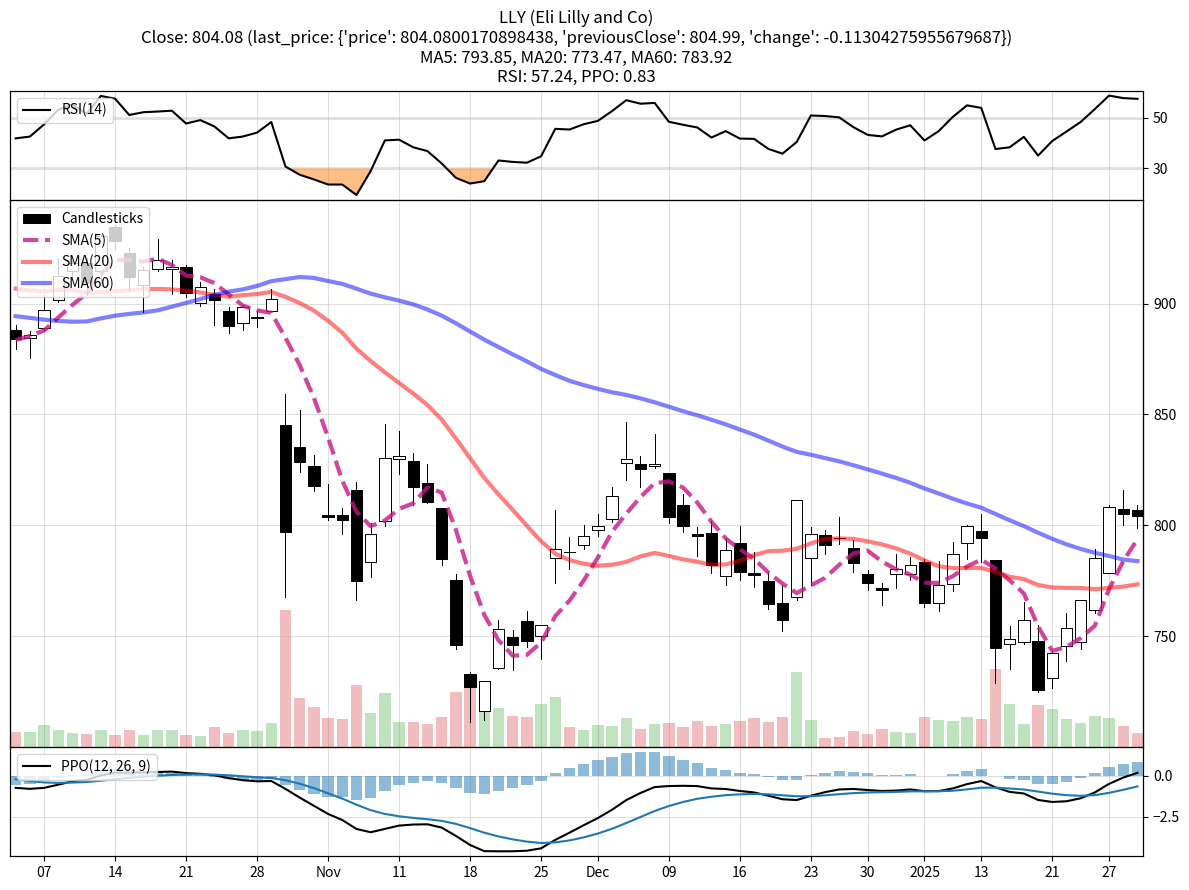 LLY (Eli Lilly and Co)
Close: 804.08 (last_price: {'price': 804.0800170898438, 'previousClose': 804.99, 'change': -0.11304275955679687})
MA5: 793.85, MA20: 773.47, MA60: 783.92
RSI: 57.24, PPO: 0.83
RSI(14)
50
30
Candlesticks
SMA(5)
SMA(20)
SMA(60)
900
850
800
750
PPO(12,26,9)
0.0
−2.5
07 14 21 28 Nov 11 18 25 Dec 09 16 23 30 2025 13 21 27